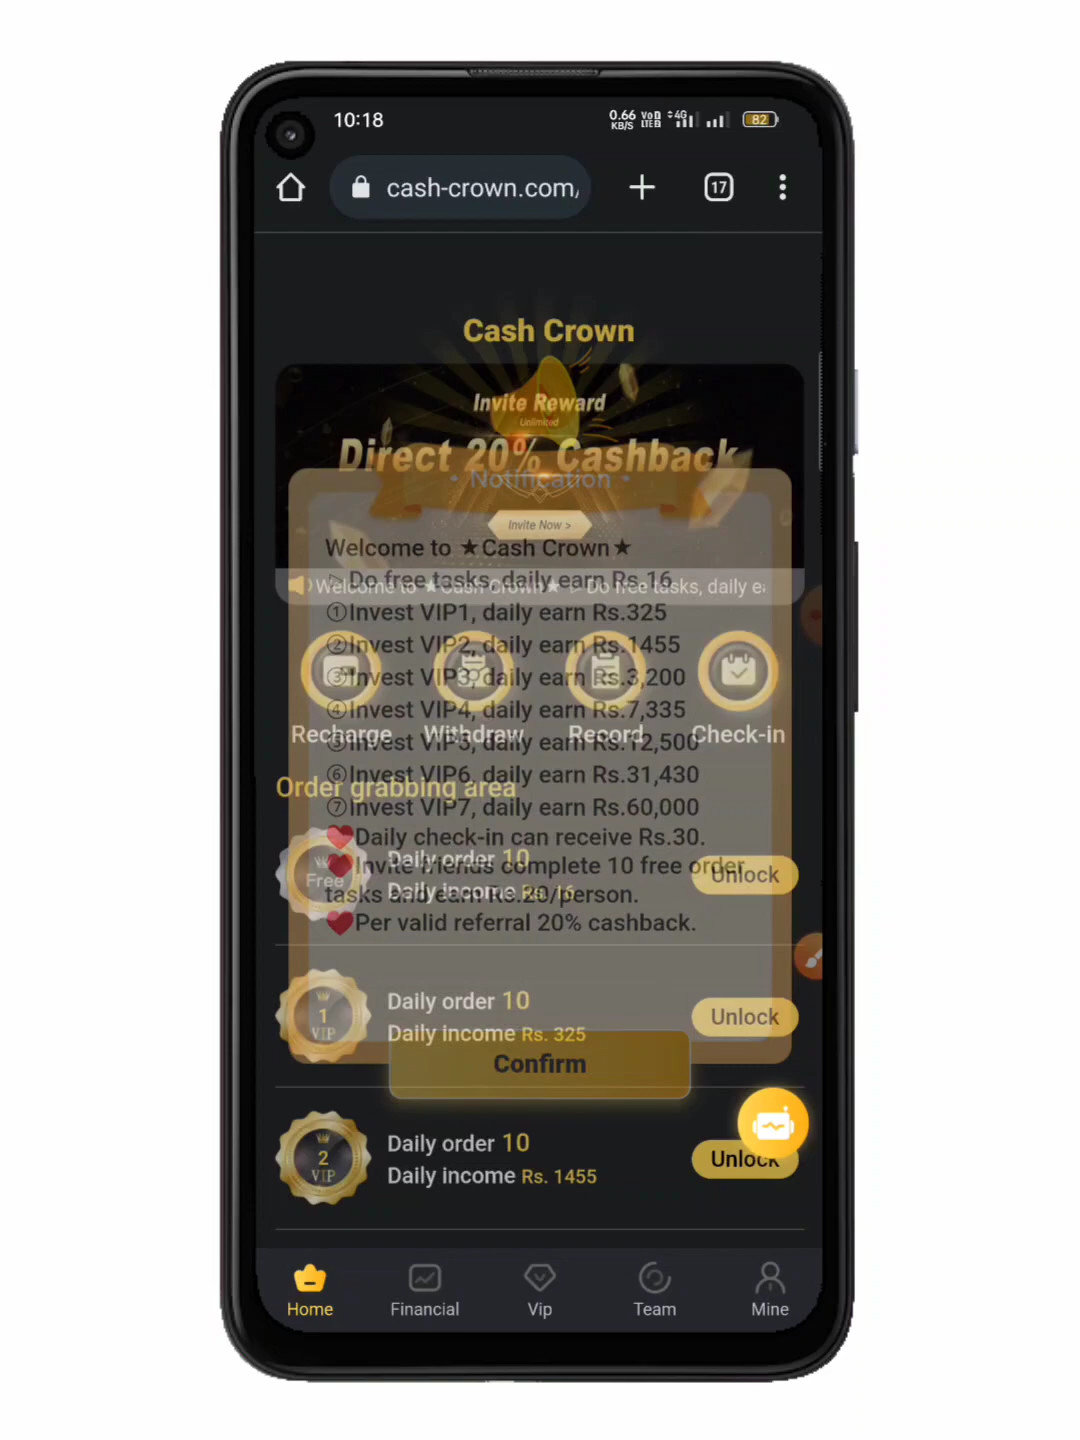 10:18
0.66 KB/S
VoD LTE
4G
82
cash-crown.com/
17
Cash Crown
Invite Reward
Unlimited
Direct 20% Cashback
• Notification •
Invite Now >
Welcome to ★Cash Crown★
▷Do free tasks, daily earn Rs.16
Welcome to ★Cash Crown★ ▷Do free tasks, daily ea
①Invest VIP1, daily earn Rs.325
②Invest VIP2, daily earn Rs.1455
③Invest VIP3, daily earn Rs.3,200
④Invest VIP4, daily earn Rs.7,335
Recharge Withdraw Record Check-in
⑤Invest VIP5, daily earn Rs.12,500
⑥Invest VIP6, daily earn Rs.31,430
Order grabbing area
⑦Invest VIP7, daily earn Rs.60,000
❤Daily check-in can receive Rs.30.
❤Invite friends complete 10 free order
tasks and earn Rs.20/person.
❤Per valid referral 20% cashback.
Free
Daily order 10
Daily income Rs. 16
Unlock
1
VIP
Daily order 10
Daily income Rs. 325
Unlock
Confirm
2
VIP
Daily order 10
Daily income Rs. 1455
Unlock
Home Financial Vip Team Mine